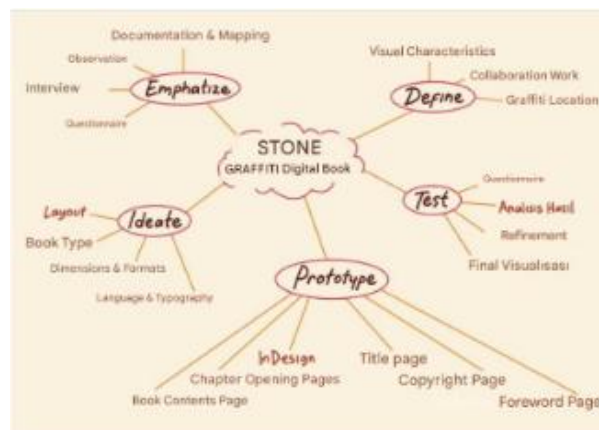 STONE
GRAFFITI Digital Book
Emphatize
Documentation & Mapping
Observation
Interview
Questionnaire
Define
Visual Characteristics
Collaboration Work
Graffiti Location
Test
Questionnaire
Analisis Hasil
Refinement
Final Visualisasi
Ideate
Layout
Book Type
Dimensions & Formats
Language & Typography
Prototype
InDesign
Title page
Chapter Opening Pages
Copyright Page
Book Contents Page
Foreword Page